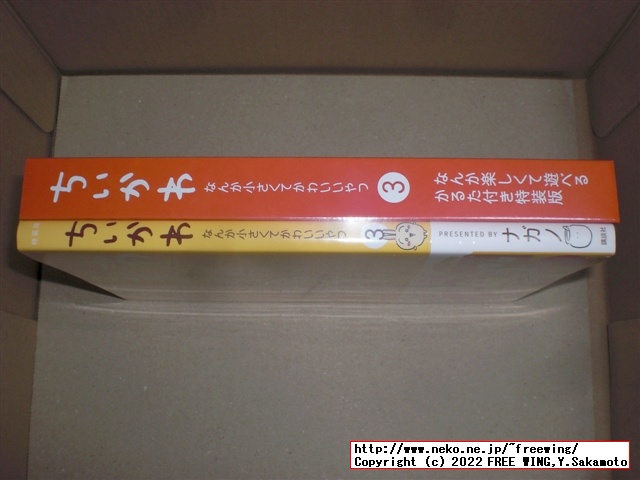 ちいかわ なんか小さくてかわいいやつ 3 なんか楽しくて遊べる
かるた付き特装版
ちいかわ なんか小さくてかわいいやつ 3 PRESENTED BY ナガノ 講談社
http://www.neko.ne.jp/~freewing/
Copyright (c) 2022 FREE WING,Y.Sakamoto